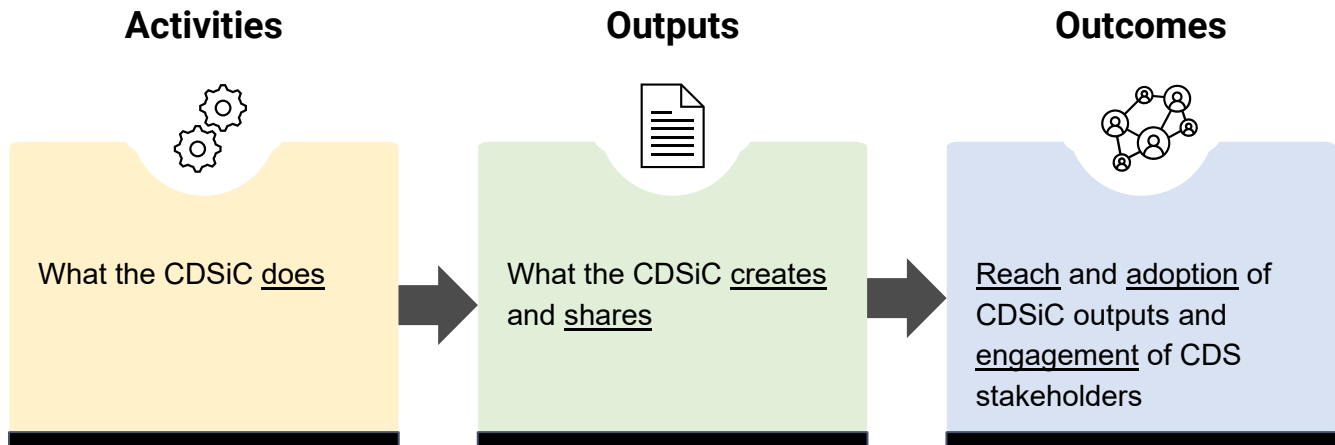 Activities
Outputs
Outcomes
What the CDSiC does
What the CDSiC creates
and shares
Reach and adoption of
CDSiC outputs and
engagement of CDS
stakeholders